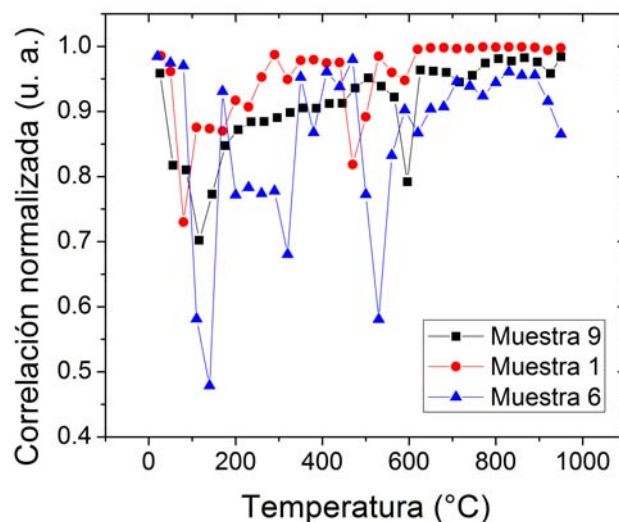 Correlación normalizada (u. a.)
1.0
0.9
0.8
0.7
0.6
0.5
0.4
Muestra 9
Muestra 1
Muestra 6
0 200 400 600 800 1000
Temperatura (°C)